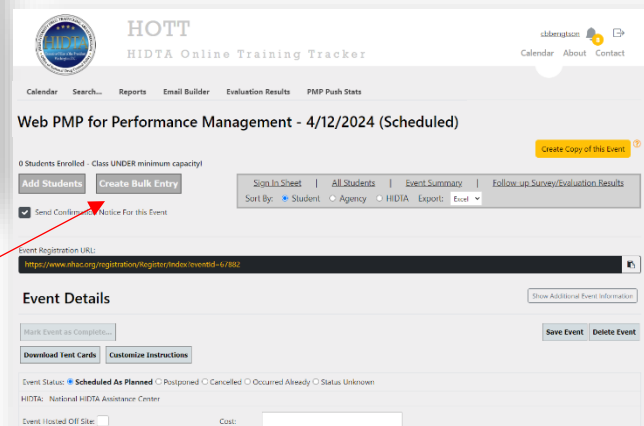 HOTT
HIDTA Online Training Tracker
cbbengtson
Calendar About Contact
Calendar Search... Reports Email Builder Evaluation Results PMP Push Stats
Web PMP for Performance Management - 4/12/2024 (Scheduled)
Create Copy of this Event
0 Students Enrolled - Class UNDER minimum capacity!
Add Students Create Bulk Entry
Sign In Sheet | All Students | Event Summary | Follow-up Survey/Evaluation Results
Sort By: Student Agency HIDTA Export: Excel
Send Confirmation Notice For this Event
Event Registration URL:
https://www.nhac.org/registration/Register/Index?eventid=67882
Event Details
Show Additional Event Information
Mark Event as Complete...
Save Event Delete Event
Download Tent Cards Customize Instructions
Event Status: Scheduled As Planned Postponed Cancelled Occurred Already Status Unknown
HIDTA: National HIDTA Assistance Center
Event Hosted Off Site: Cost: